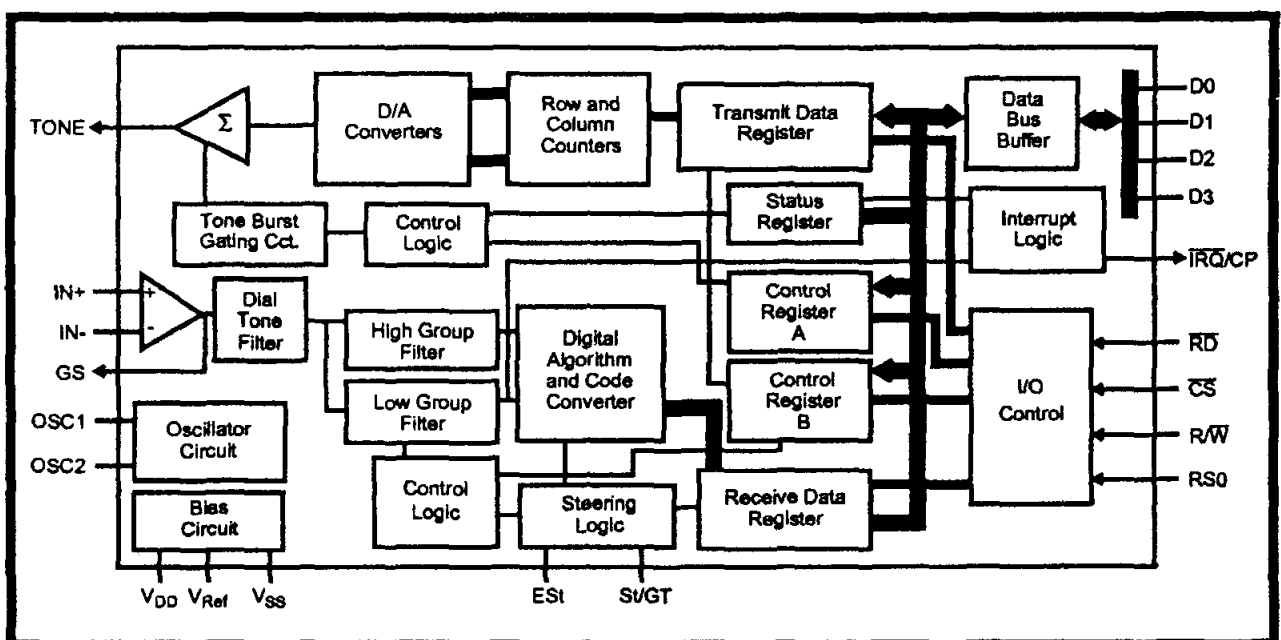 TONE
Σ
D/A
Converters
Row and
Column
Counters
Transmit Data
Register
Data
Bus
Buffer
D0
D1
D2
D3
Tone Burst
Gating Cct.
Control
Logic
Status
Register
Interrupt
Logic
I̅R̅Q̅/CP
IN+
IN-
GS
+
-
Dial
Tone
Filter
High Group
Filter
Low Group
Filter
Digital
Algorithm
and Code
Converter
Control
Register
A
Control
Register
B
I/O
Control
R̅D̅
C̅S̅
R/W̅
RS0
OSC1
OSC2
Oscillator
Circuit
Bias
Circuit
Control
Logic
Steering
Logic
Receive Data
Register
VDD VRef VSS
ESt
St/GT